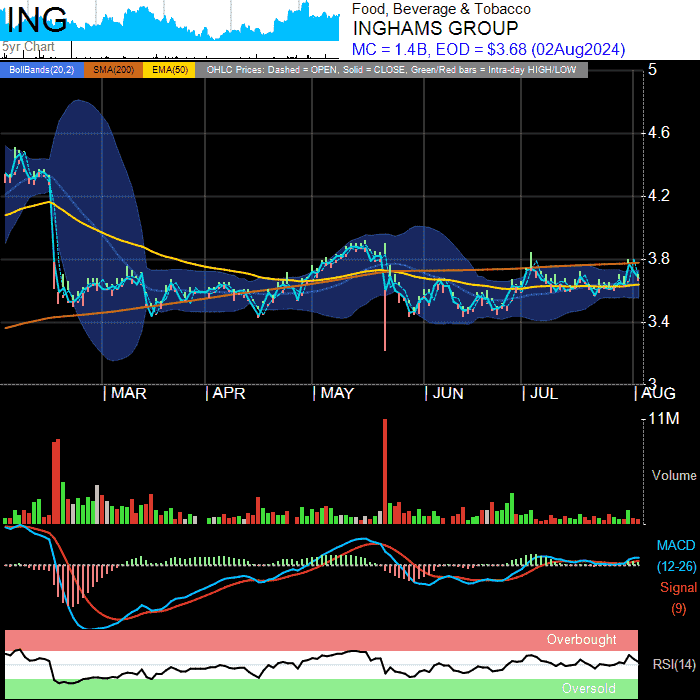 ING
5yr Chart
Food, Beverage & Tobacco
INGHAMS GROUP
MC = 1.4B, EOD = $3.68 (02Aug2024)
BollBands(20,2) SMA(200) EMA(50) OHLC Prices: Dashed = OPEN, Solid = CLOSE, Green/Red bars = Intra-day HIGH/LOW
5
4.6
4.2
3.8
3.4
3
MAR APR MAY JUN JUL AUG
11M
Volume
MACD
(12-26)
Signal
(9)
Overbought
RSI(14)
Oversold